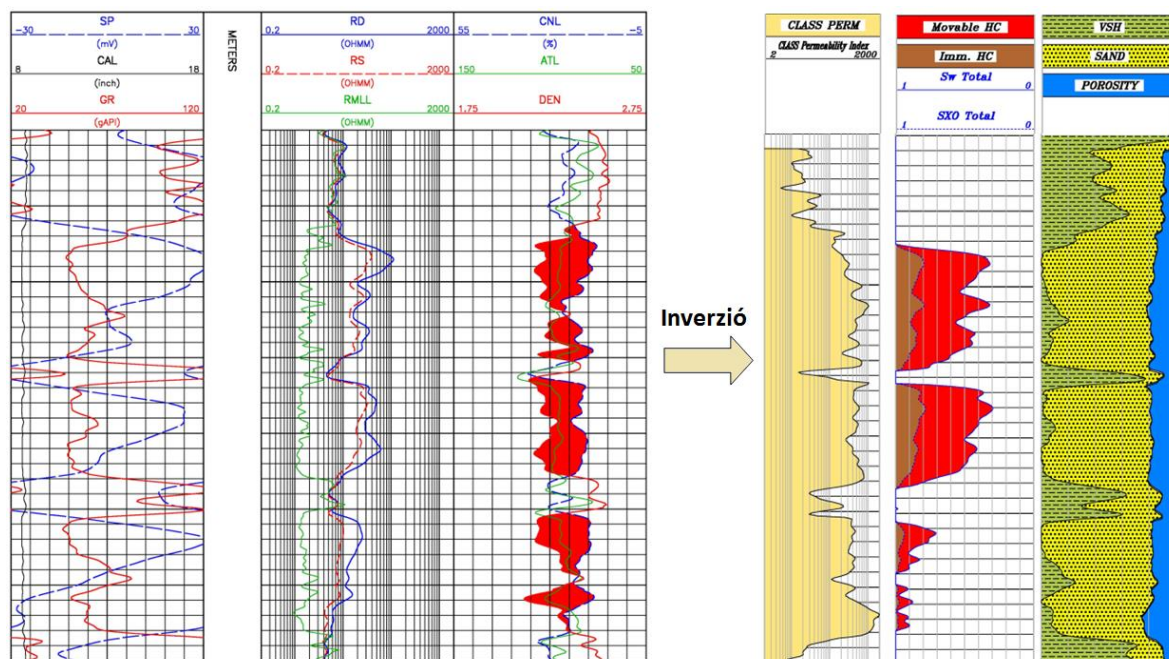 SP
-30 30
(mV)
CAL
6 16
(inch)
GR
20 120
(gAPI)
METERS
RD
0.2 2000
(OHMM)
RS
0.2 2000
(OHMM)
RMLL
0.2 2000
(OHMM)
CNL
55 -5
(%)
ATL
150 50
DEN
1.75 2.75
Inverzió
CLASS PERM
CLASS Permeability Index
2 2000
Movable HC
Imm. HC
Sw Total
1 0
SXO Total
1 0
VSH
SAND
POROSITY